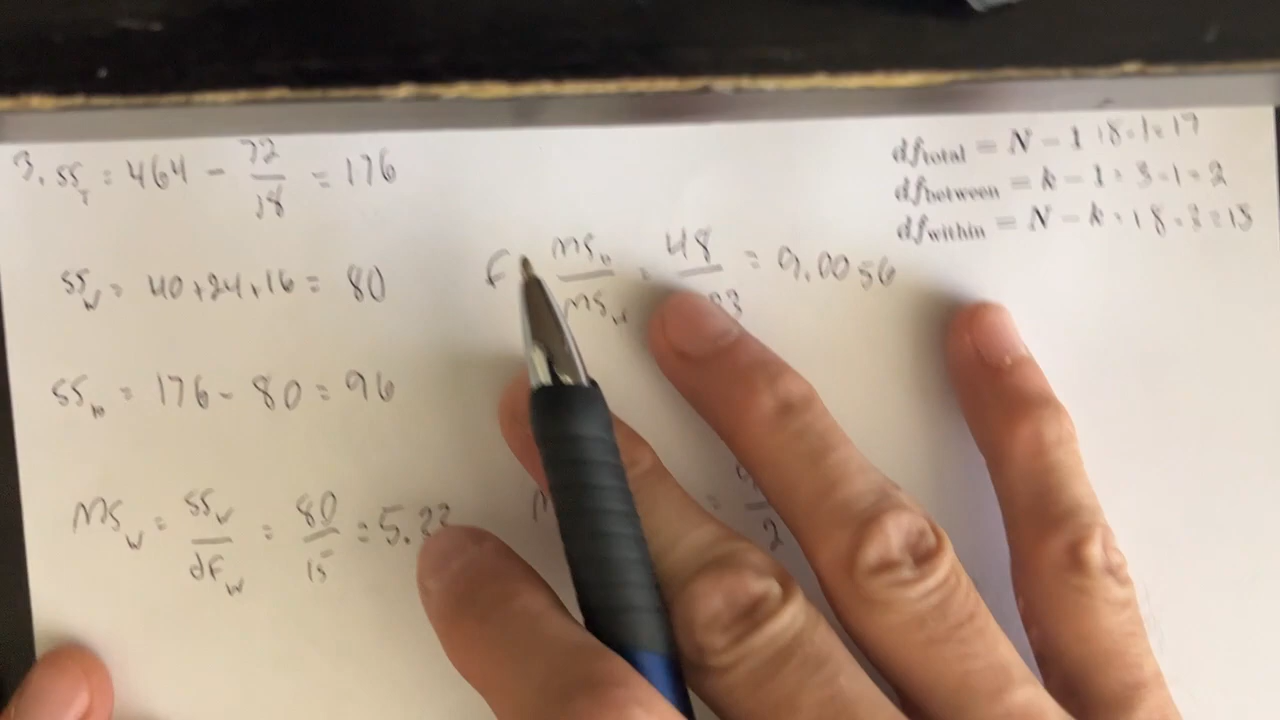 3. SS_T = 464 - 72/18 = 176
SS_W = 40+24+16 = 80
SS_b = 176 - 80 = 96
MS_W = SS_W/dF_W = 80/15 = 5.33
F = MS_b/MS_W = 48/ = 9.0056
df_total = N - 1 18-1=17
df_between = k - 1 = 3-1=2
df_within = N - k = 18-3=15